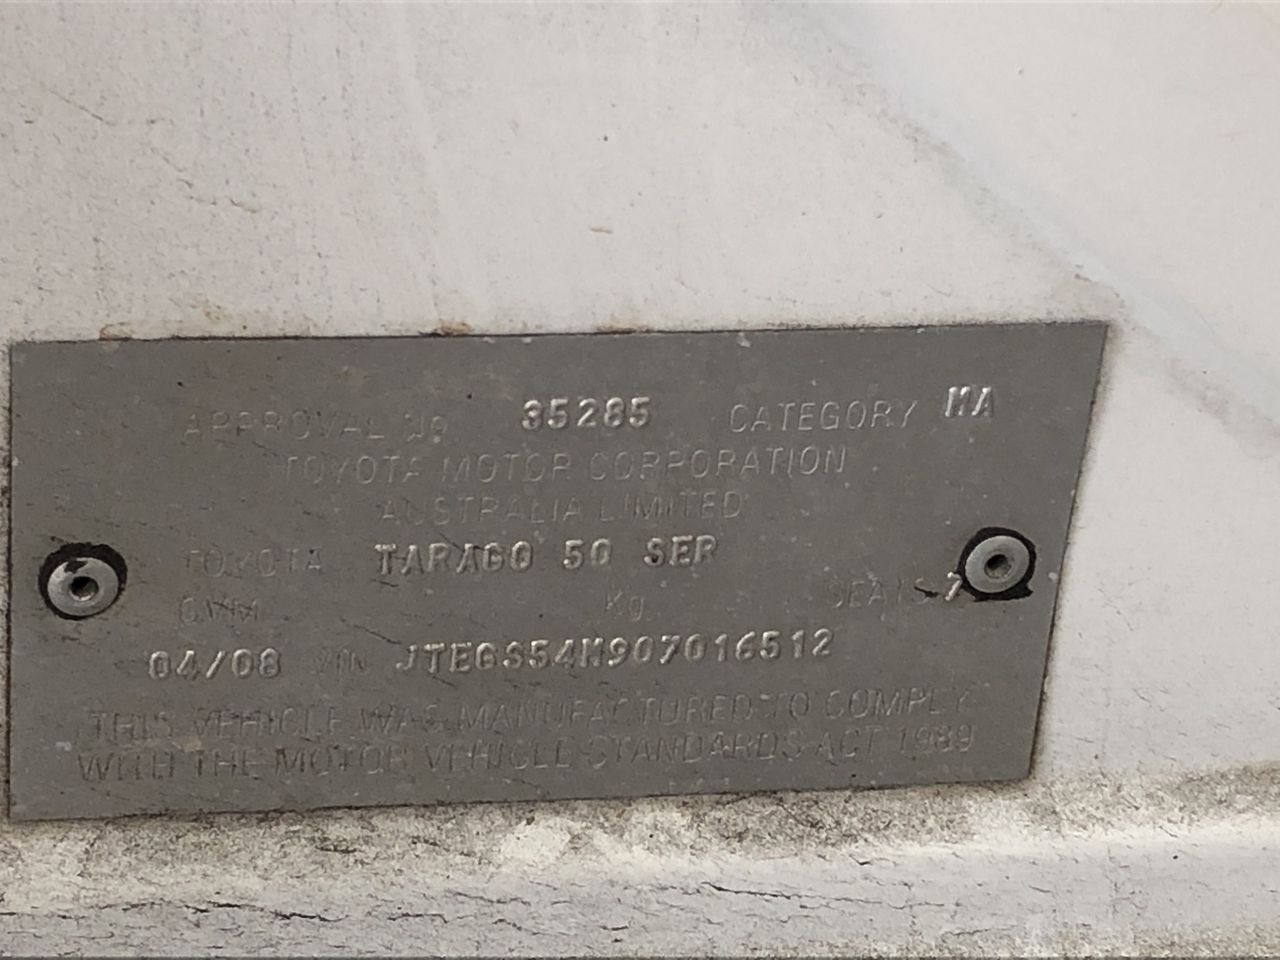 APPROVAL No 35285 CATEGORY MA
TOYOTA MOTOR CORPORATION
AUSTRALIA LIMITED
TOYOTA TARAGO 50 SER
GVM Kg SEATS 7
04/08 VIN JTEGS54M907016512
THIS VEHICLE WAS MANUFACTURED TO COMPLY
WITH THE MOTOR VEHICLE STANDARDS ACT 1989